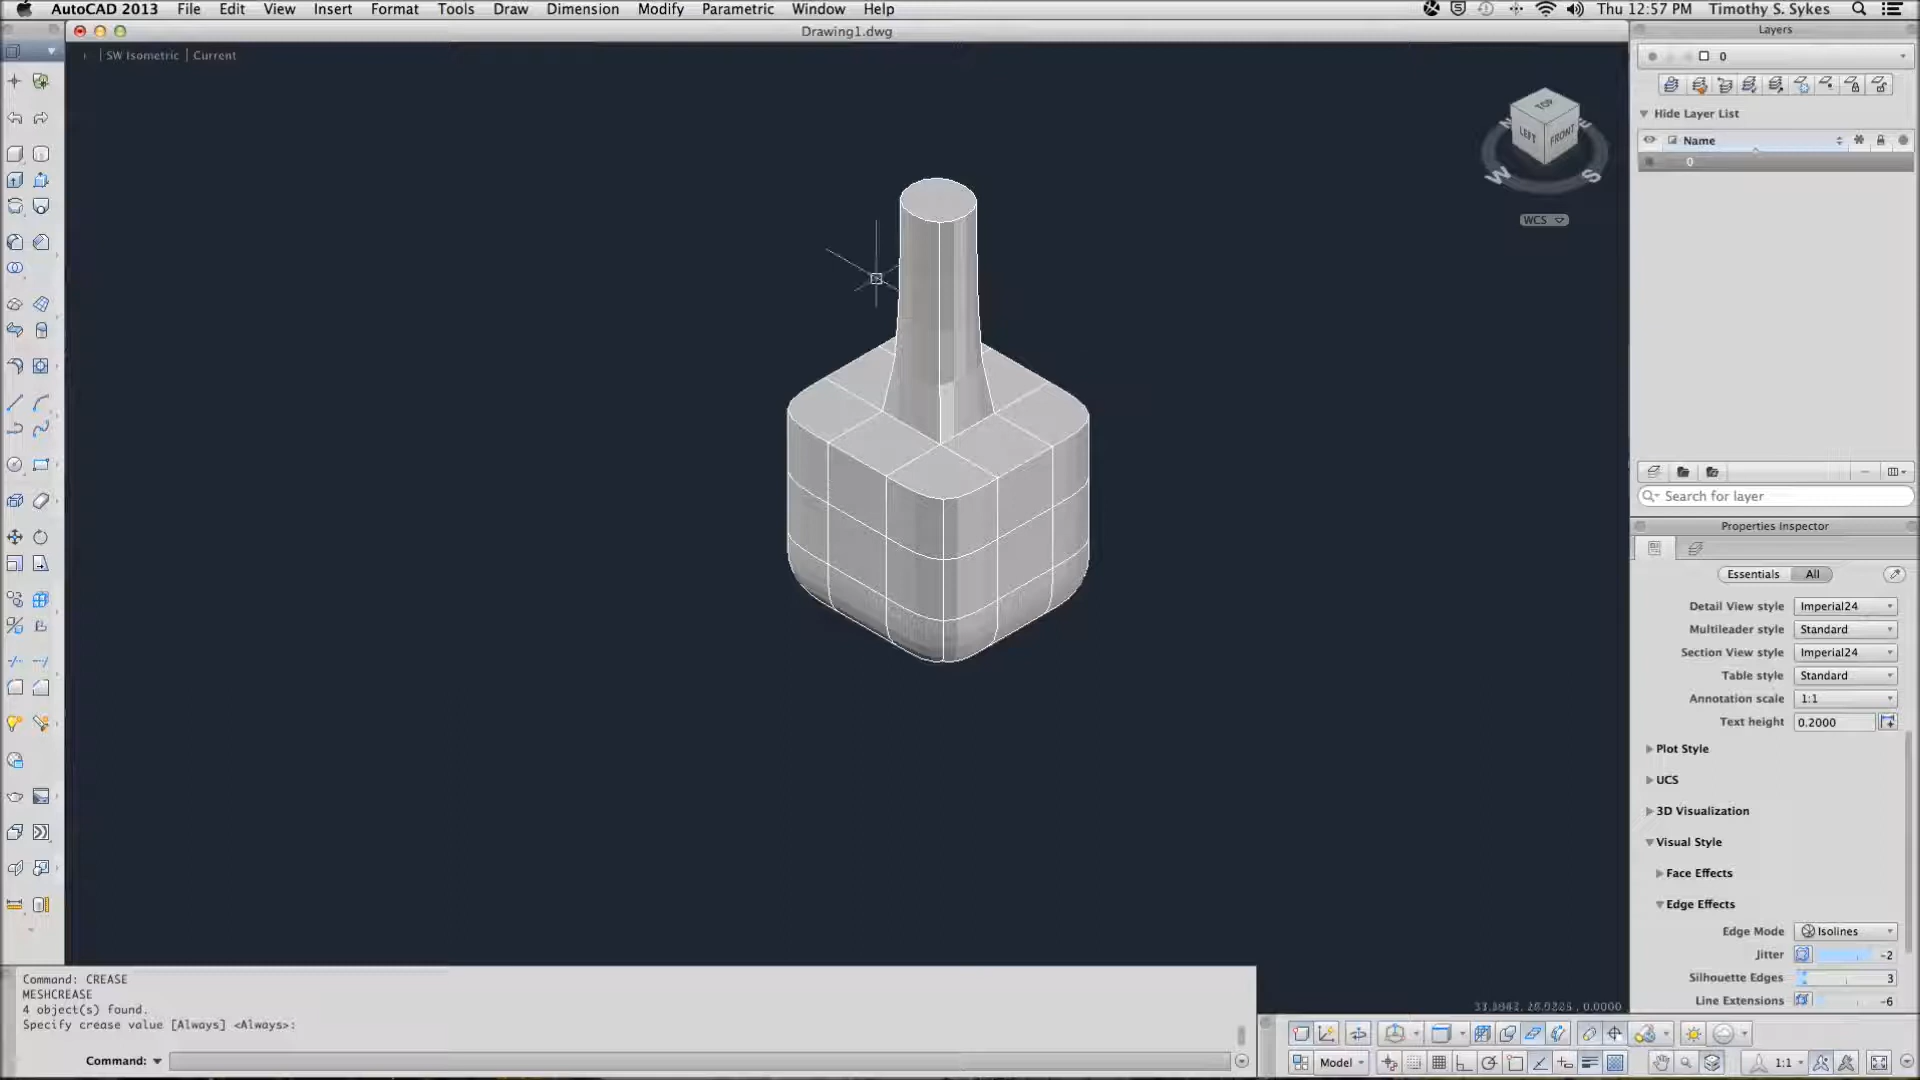 AutoCAD 2013 File Edit View Insert Format Tools Draw Dimension Modify Parametric Window Help Thu 12:57 PM Timothy S. Sykes
Drawing1.dwg
SW Isometric | Current
Layers
0
Hide Layer List
Name
0
TOP
LEFT FRONT
N E
W S
WCS
Search for layer
Properties Inspector
Essentials All
Detail View style Imperial24
Multileader style Standard
Section View style Imperial24
Table style Standard
Annotation scale 1:1
Text height 0.2000
Plot Style
UCS
3D Visualization
Visual Style
Face Effects
Edge Effects
Edge Mode Isolines
Jitter -2
Silhouette Edges 3
Line Extensions -6
Command: CREASE
MESHCREASE
4 object(s) found.
Specify crease value [Always] <Always>:
Command:
Model
1:1